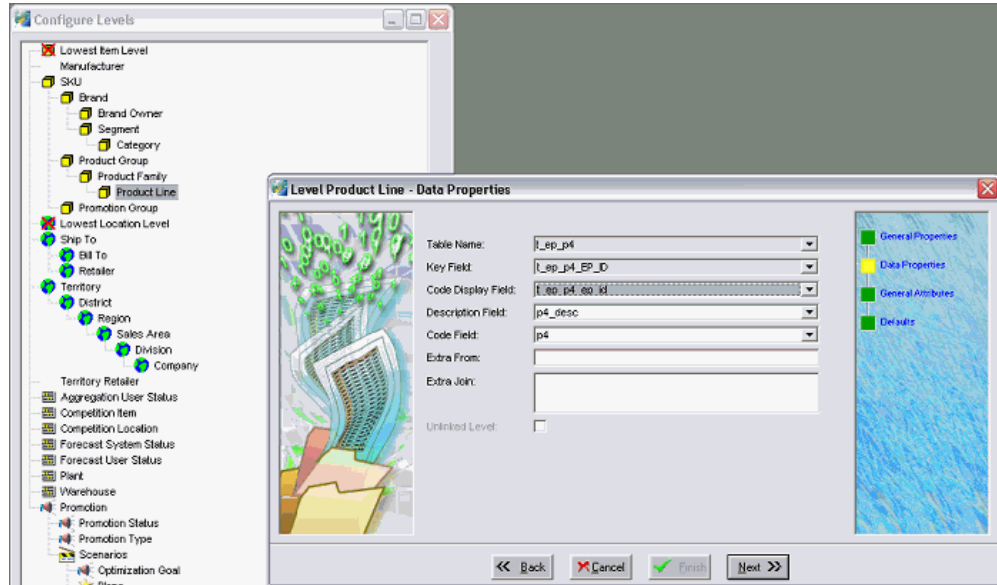 Configure Levels
Lowest Item Level
Manufacturer
SKU
Brand
Brand Owner
Segment
Category
Product Group
Product Family
Product Line
Promotion Group
Lowest Location Level
Ship To
Bill To
Retailer
Territory
District
Region
Sales Area
Division
Company
Territory Retailer
Aggregation User Status
Competition Item
Competition Location
Forecast System Status
Forecast User Status
Plant
Warehouse
Promotion
Promotion Status
Promotion Type
Scenarios
Optimization Goal
Level Product Line - Data Properties
Table Name: t_ep_p4
Key Field: t_ep_p4_EP_ID
Code Display Field: t_ep_p4_ep_id
Description Field: p4_desc
Code Field: p4
Extra From:
Extra Join:
Unlinked Level:
General Properties
Data Properties
General Attributes
Defaults
<< Back
Cancel
Finish
Next >>